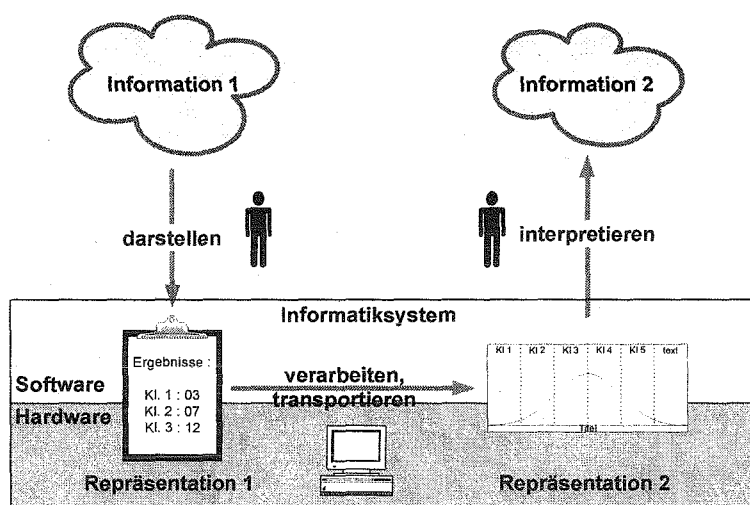 Information 1
Information 2
darstellen
interpretieren
Informatiksystem
Ergebnisse :
Kl. 1 : 03
Kl. 2 : 07
Kl. 3 : 12
Software
Hardware
verarbeiten,
transportieren
Kl 1 Kl 2 Kl 3 Kl 4 Kl 5 text
Titel
Repräsentation 1
Repräsentation 2